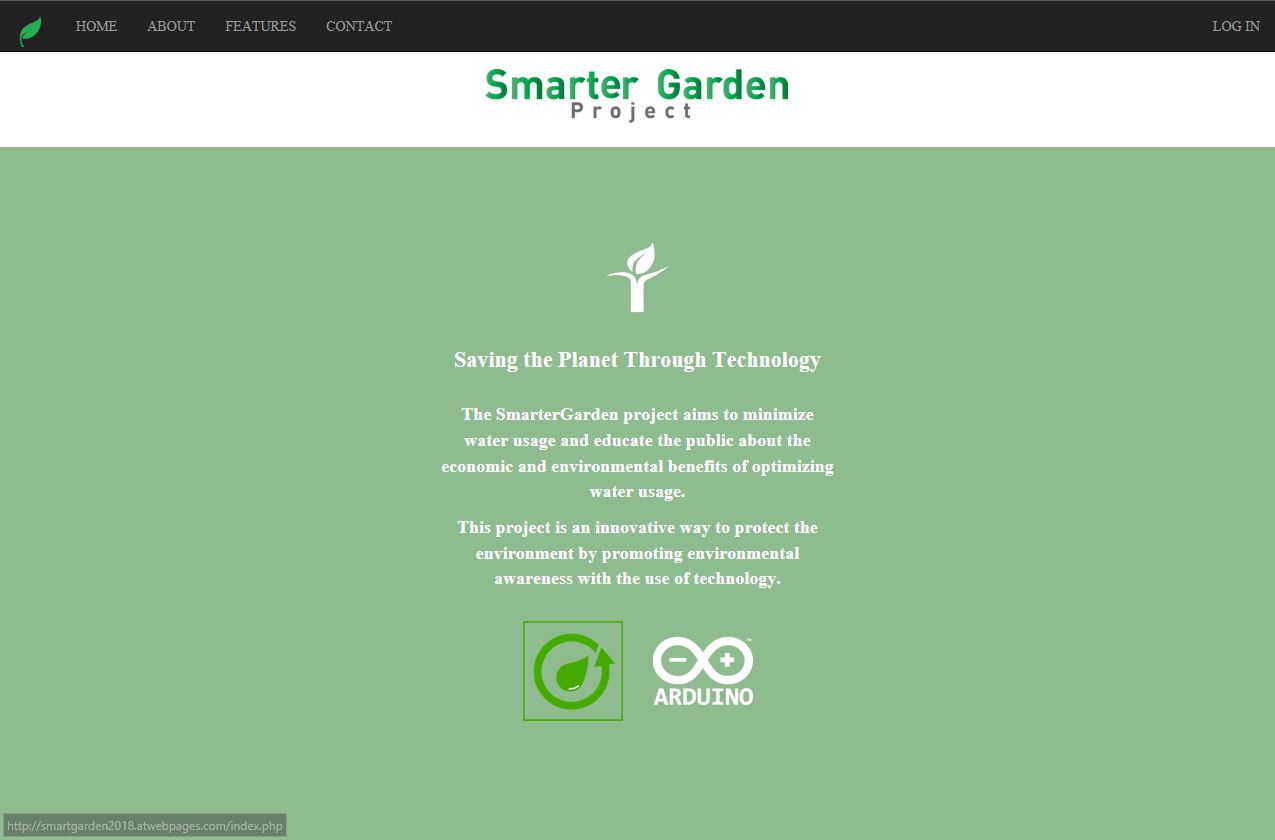 HOME ABOUT FEATURES CONTACT LOG IN
Smarter Garden
Project
Saving the Planet Through Technology
The SmarterGarden project aims to minimize
water usage and educate the public about the
economic and environmental benefits of optimizing
water usage.
This project is an innovative way to protect the
environment by promoting environmental
awareness with the use of technology.
ARDUINO
http://smartgarden2018.atwebpages.com/index.php